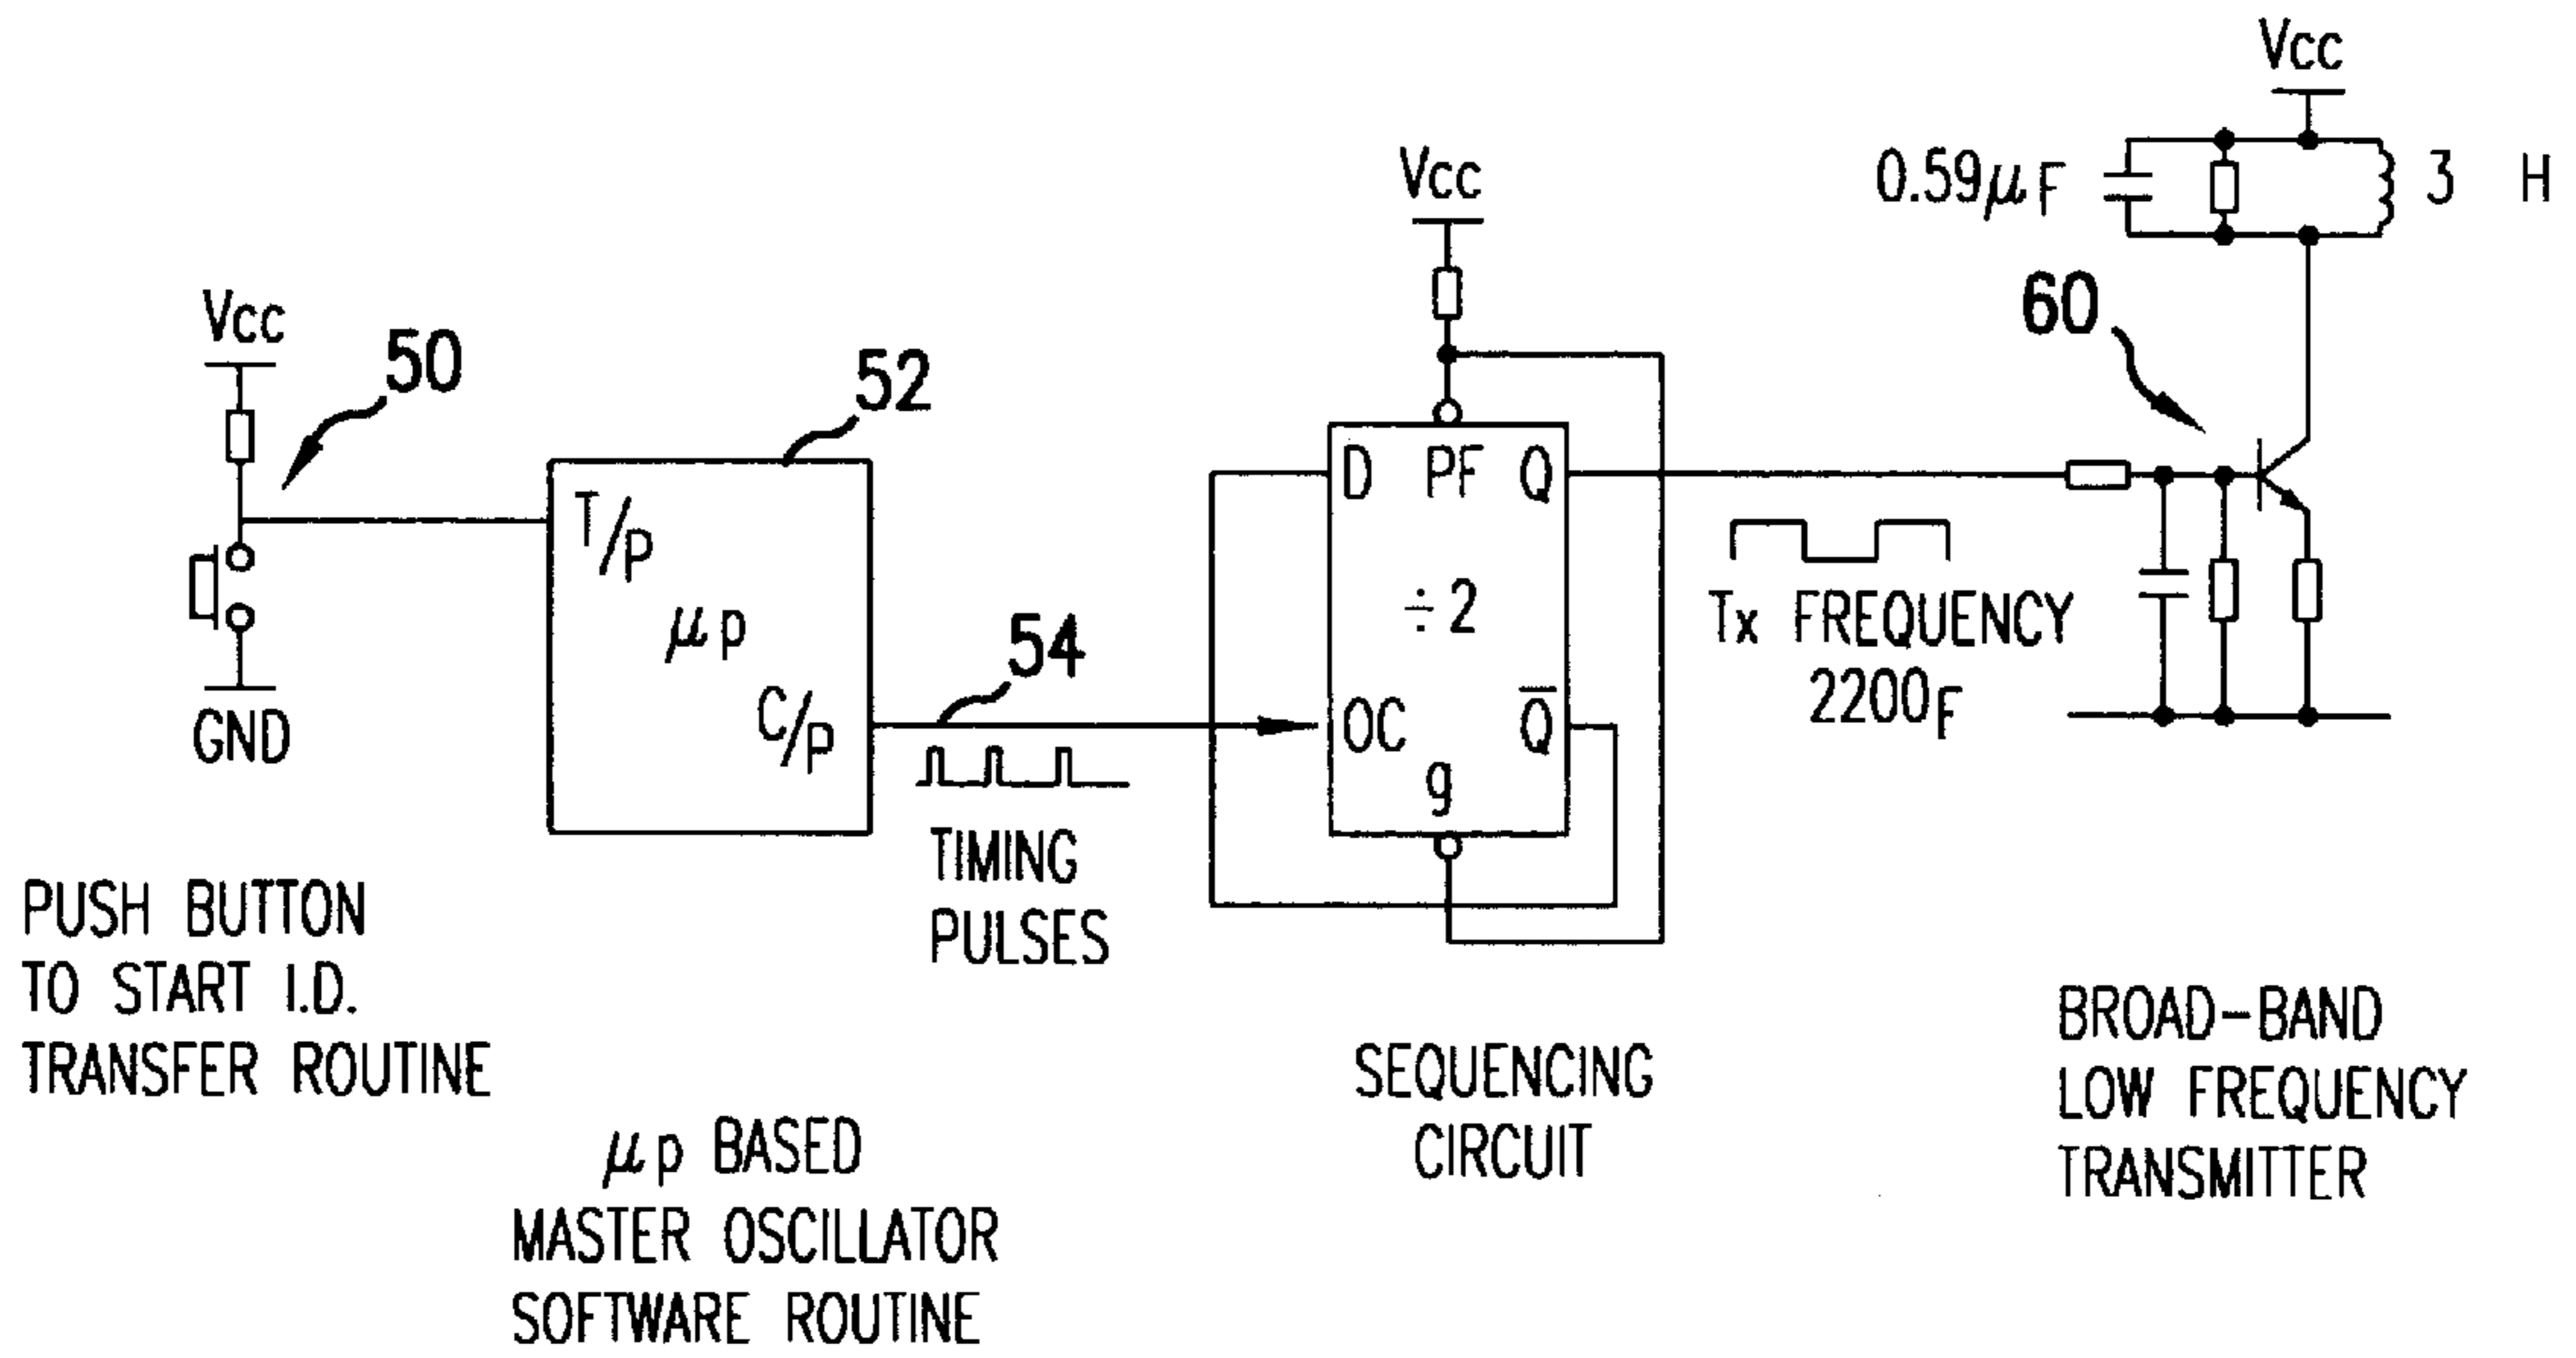 Vcc
50
GND
PUSH BUTTON
TO START I.D.
TRANSFER ROUTINE
52
T/P
μp
C/P
μp BASED
MASTER OSCILLATOR
SOFTWARE ROUTINE
54
TIMING
PULSES
Vcc
D PF Q
÷2
OC Q̅
g
SEQUENCING
CIRCUIT
Tx FREQUENCY
2200F
Vcc
0.59μF
3 H
60
BROAD-BAND
LOW FREQUENCY
TRANSMITTER